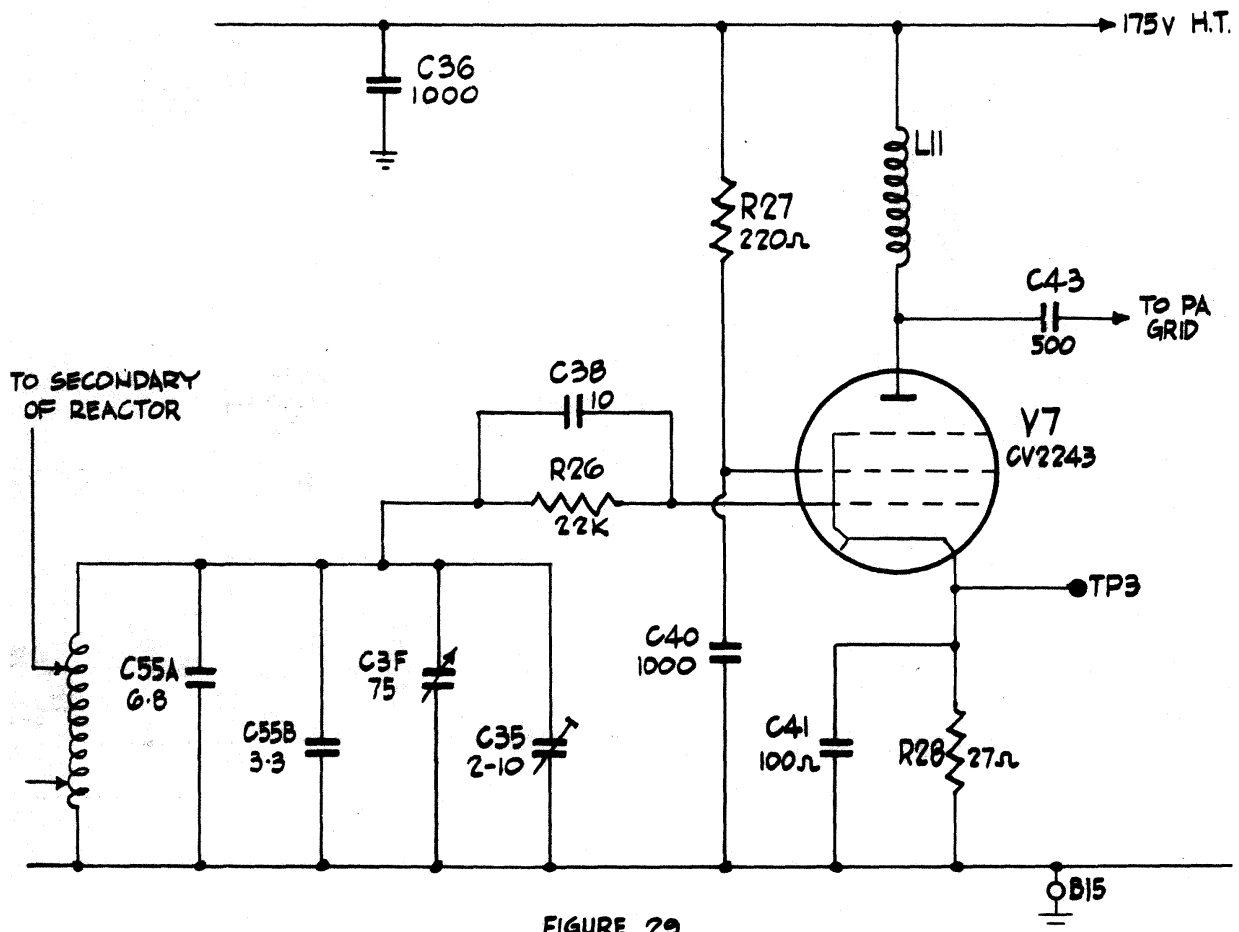 175V H.T.
C36
1000
L11
R27
220Ω
C43
500
TO PA
GRID
TO SECONDARY
OF REACTOR
C38
10
V7
CV2243
R26
22K
TP3
C40
1000
C55A
6.8
C3F
75
C55B
3.3
C35
2-10
C41
100Ω
R28
27Ω
B15
FIGURE 29